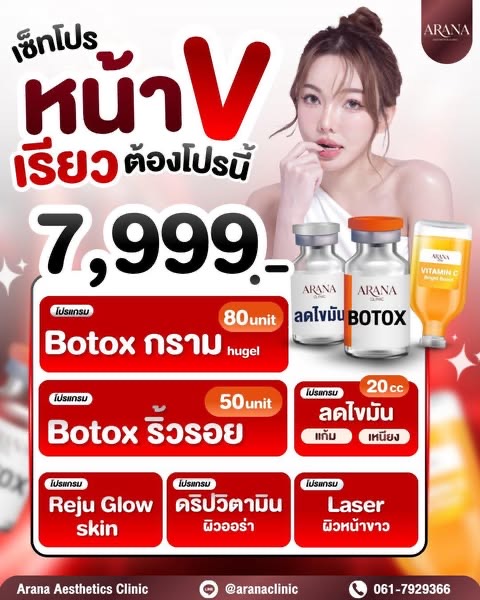 ARANA
เซ็ทโปร
หน้า V
เรียว ต้องโปรนี้
7,999.-
ARANA
CLINIC
ลดไขมัน
ARANA
CLINIC
BOTOX
ARANA
VITAMIN C
โปรแกรม
80unit
Botox กราม hugel
โปรแกรม
50unit
Botox ริ้วรอย
โปรแกรม
20 cc
ลดไขมัน
แก้ม เหนียง
โปรแกรม
Reju Glow
skin
โปรแกรม
ดริปวิตามิน
ผิวออร่า
โปรแกรม
Laser
ผิวหน้าขาว
Arana Aesthetics Clinic
LINE
@aranaclinic
061-7929366